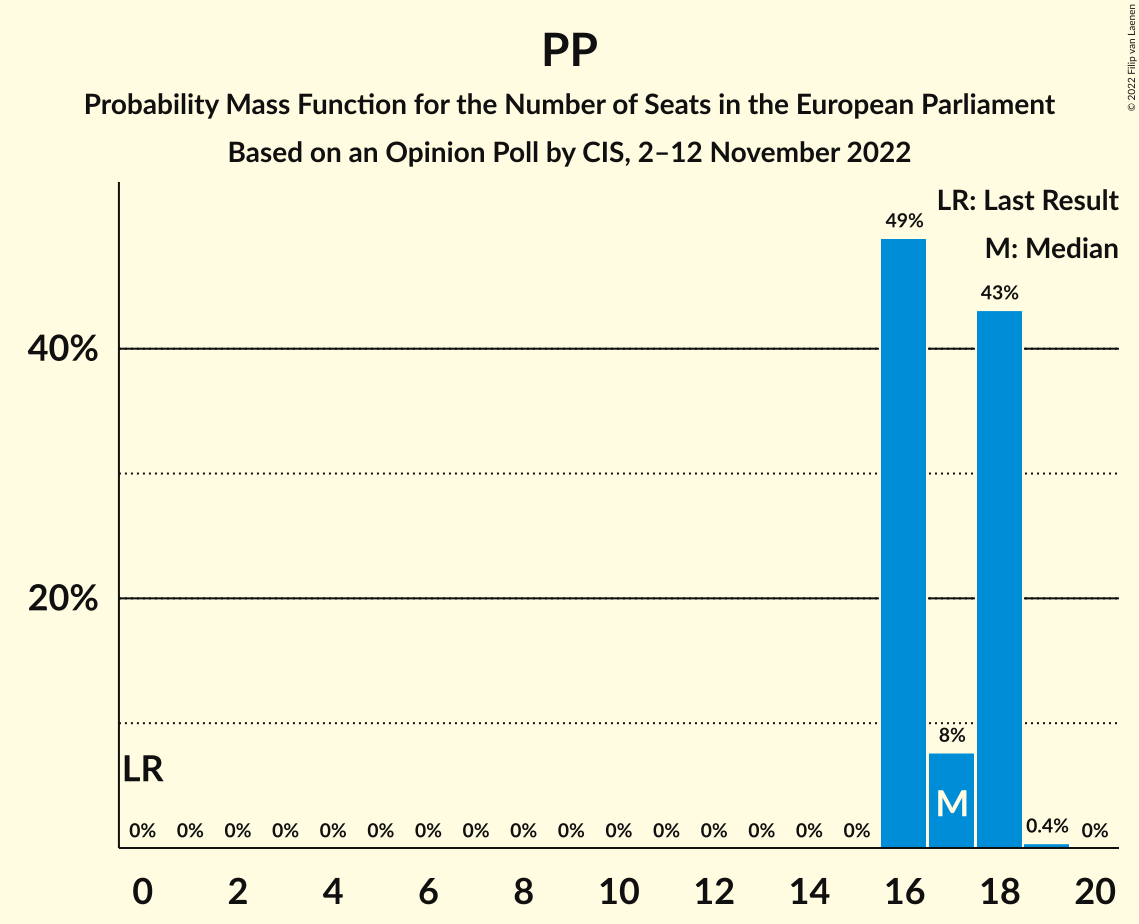 PP
Probability Mass Function for the Number of Seats in the European Parliament
Based on an Opinion Poll by CIS, 2–12 November 2022
© 2022 Filip van Laenen
LR: Last Result
M: Median
49%
43%
40%
20%
8%
LR
M
0% 0% 0% 0% 0% 0% 0% 0% 0% 0% 0% 0% 0% 0% 0% 0% 0.4% 0%
0 2 4 6 8 10 12 14 16 18 20